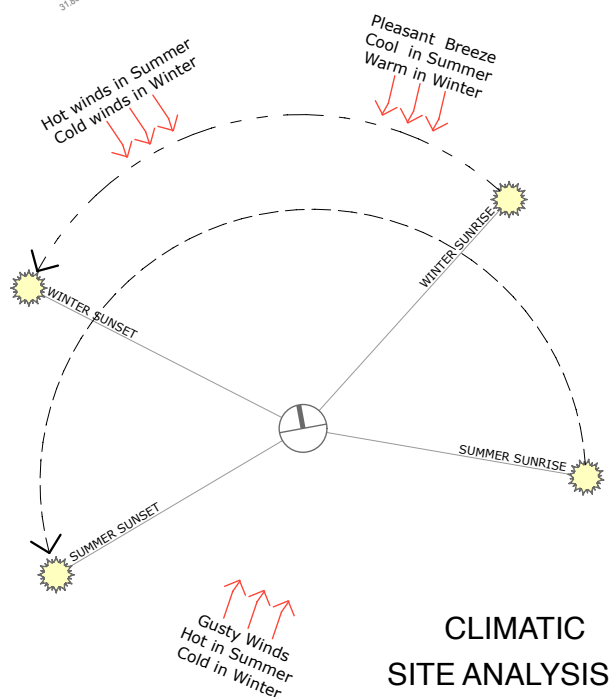 Pleasant Breeze
Cool in Summer
Warm in Winter
Hot winds in Summer
Cold winds in Winter
WINTER SUNRISE
WINTER SUNSET
SUMMER SUNRISE
SUMMER SUNSET
Gusty Winds
Hot in Summer
Cold in Winter
CLIMATIC
SITE ANALYSIS